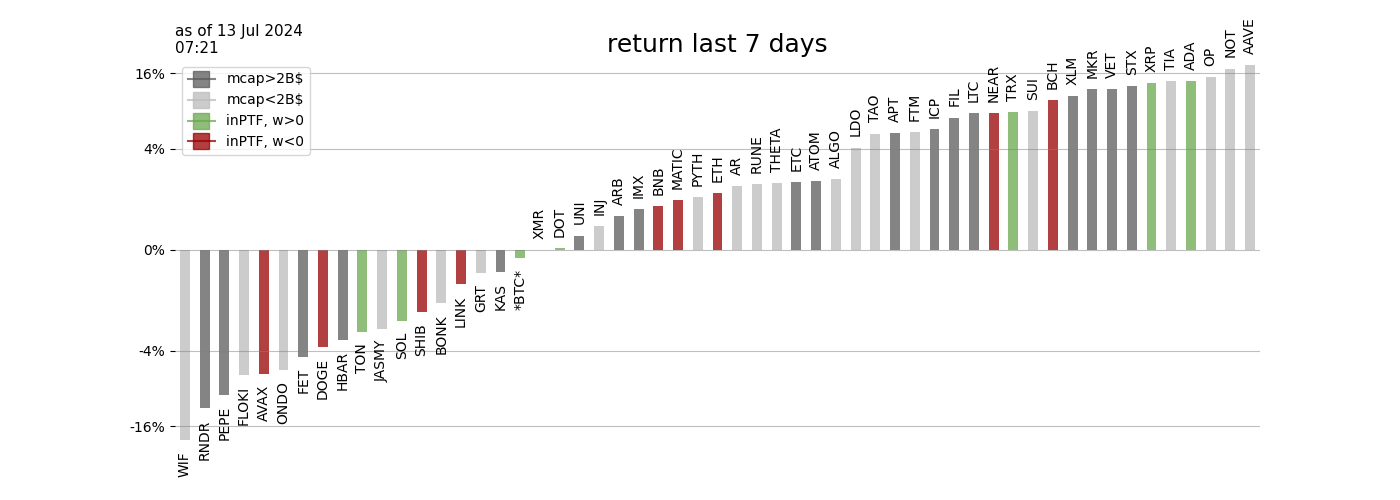 as of 13 Jul 2024
07:21
return last 7 days
mcap>2B$
mcap<2B$
inPTF, w>0
inPTF, w<0
16%
4%
0%
-4%
-16%
WIF
RNDR
PEPE
FLOKI
AVAX
ONDO
FET
DOGE
HBAR
TON
JASMY
SOL
SHIB
BONK
LINK
GRT
KAS
*BTC*
XMR
DOT
UNI
INJ
ARB
IMX
BNB
MATIC
PYTH
ETH
AR
RUNE
THETA
ETC
ATOM
ALGO
LDO
TAO
APT
FTM
ICP
FIL
LTC
NEAR
TRX
SUI
BCH
XLM
MKR
VET
STX
XRP
TIA
ADA
OP
NOT
AAVE